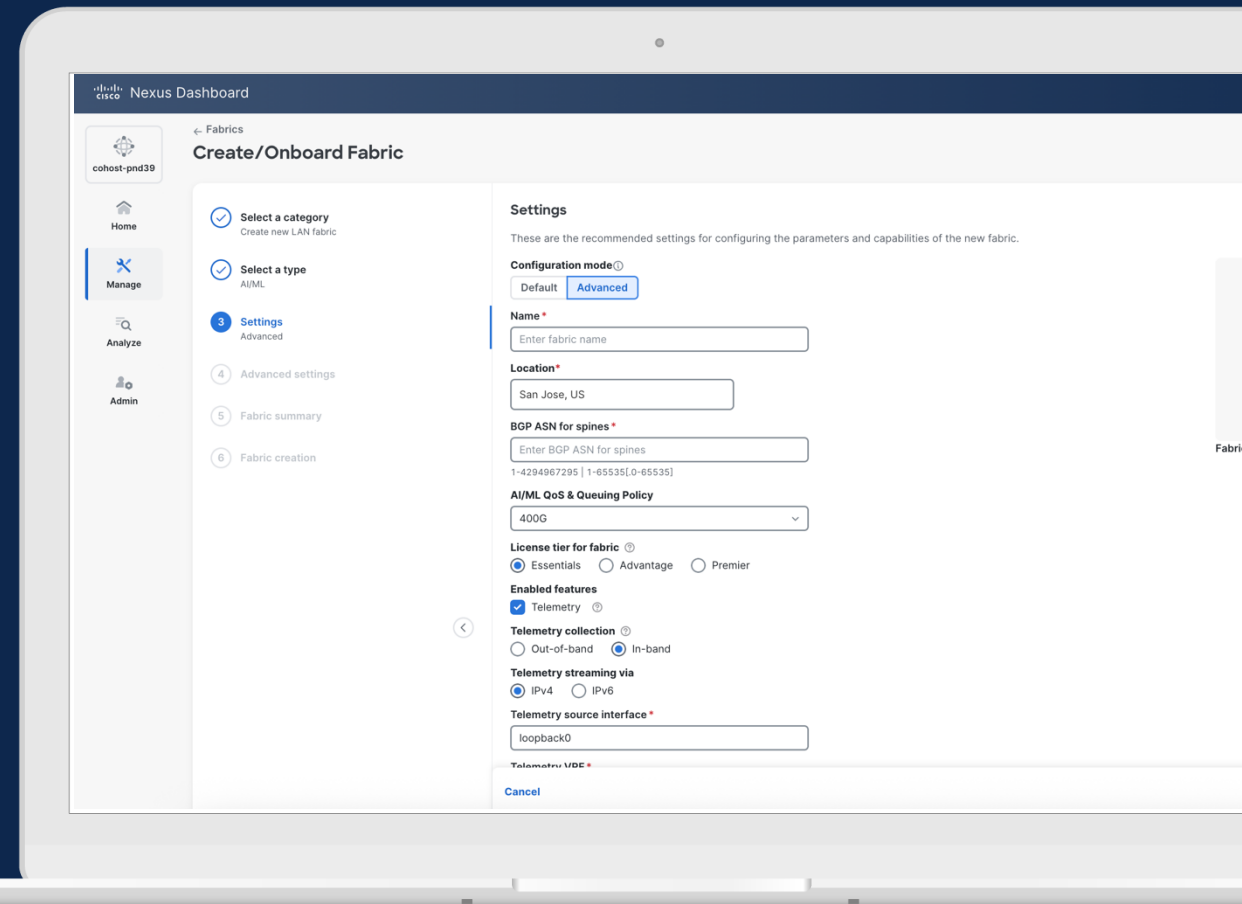 cisco Nexus Dashboard
cohost-pnd39
Home
Manage
Analyze
Admin
← Fabrics
Create/Onboard Fabric
Select a category
Create new LAN fabric
Select a type
AI/ML
3 Settings
Advanced
4 Advanced settings
5 Fabric summary
6 Fabric creation
Settings
These are the recommended settings for configuring the parameters and capabilities of the new fabric.
Configuration mode
Default Advanced
Name *
Enter fabric name
Location*
San Jose, US
BGP ASN for spines *
Enter BGP ASN for spines
1-4294967295 | 1-65535[.0-65535]
AI/ML QoS & Queuing Policy
400G
License tier for fabric
Essentials Advantage Premier
Enabled features
Telemetry
Telemetry collection
Out-of-band In-band
Telemetry streaming via
IPv4 IPv6
Telemetry source interface *
loopback0
Telemetry VRF *
Cancel